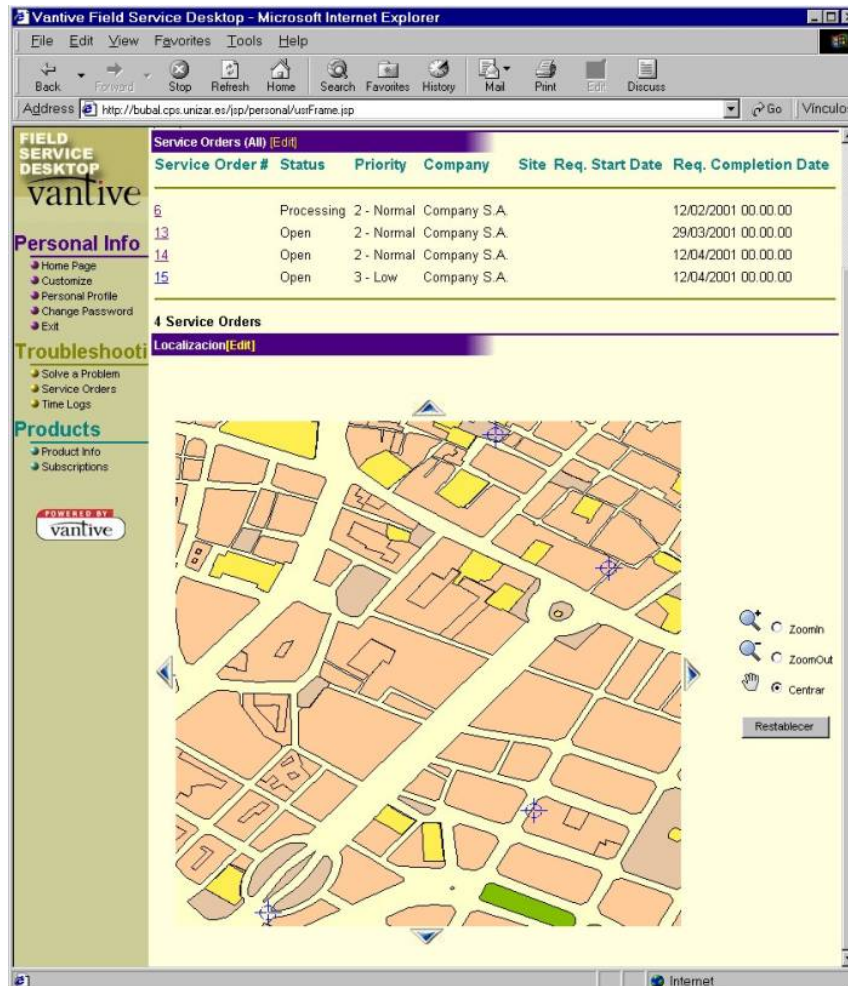 Vantive Field Service Desktop - Microsoft Internet Explorer
File Edit View Favorites Tools Help
Back Forward Stop Refresh Home Search Favorites History Mail Print Edit Discuss
Address http://bubal.cps.unizar.es/jsp/personal/usrFrame.jsp Go Vínculos
FIELD
SERVICE
DESKTOP
vantive
Personal Info
Home Page
Customize
Personal Profile
Change Password
Exit
Troubleshooti
Solve a Problem
Service Orders
Time Logs
Products
Product Info
Subscriptions
POWERED BY
vantive
Service Orders (All) [Edit]
Service Order # Status Priority Company Site Req. Start Date Req. Completion Date
6 Processing 2 - Normal Company S.A. 12/02/2001 00.00.00
13 Open 2 - Normal Company S.A. 29/03/2001 00.00.00
14 Open 2 - Normal Company S.A. 12/04/2001 00.00.00
15 Open 3 - Low Company S.A. 12/04/2001 00.00.00
4 Service Orders
Localizacion[Edit]
ZoomIn
ZoomOut
Centrar
Restablecer
Internet